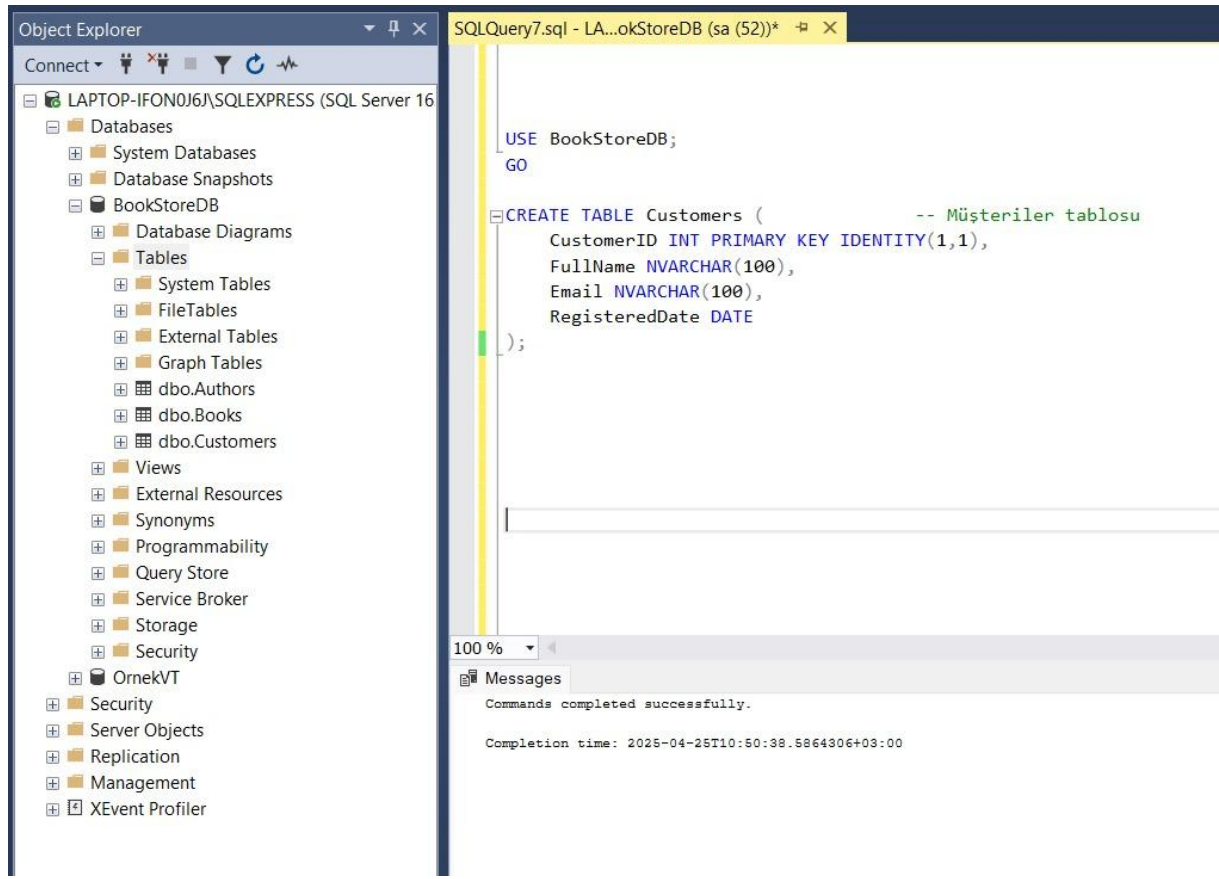 Object Explorer
Connect
LAPTOP-IFON0J6J\SQLEXPRESS (SQL Server 16
Databases
System Databases
Database Snapshots
BookStoreDB
Database Diagrams
Tables
System Tables
FileTables
External Tables
Graph Tables
dbo.Authors
dbo.Books
dbo.Customers
Views
External Resources
Synonyms
Programmability
Query Store
Service Broker
Storage
Security
OrnekVT
Security
Server Objects
Replication
Management
XEvent Profiler
SQLQuery7.sql - LA...okStoreDB (sa (52))*
USE BookStoreDB;
GO
CREATE TABLE Customers ( -- Müşteriler tablosu
CustomerID INT PRIMARY KEY IDENTITY(1,1),
FullName NVARCHAR(100),
Email NVARCHAR(100),
RegisteredDate DATE
);
100 %
Messages
Commands completed successfully.
Completion time: 2025-04-25T10:50:38.5864306+03:00